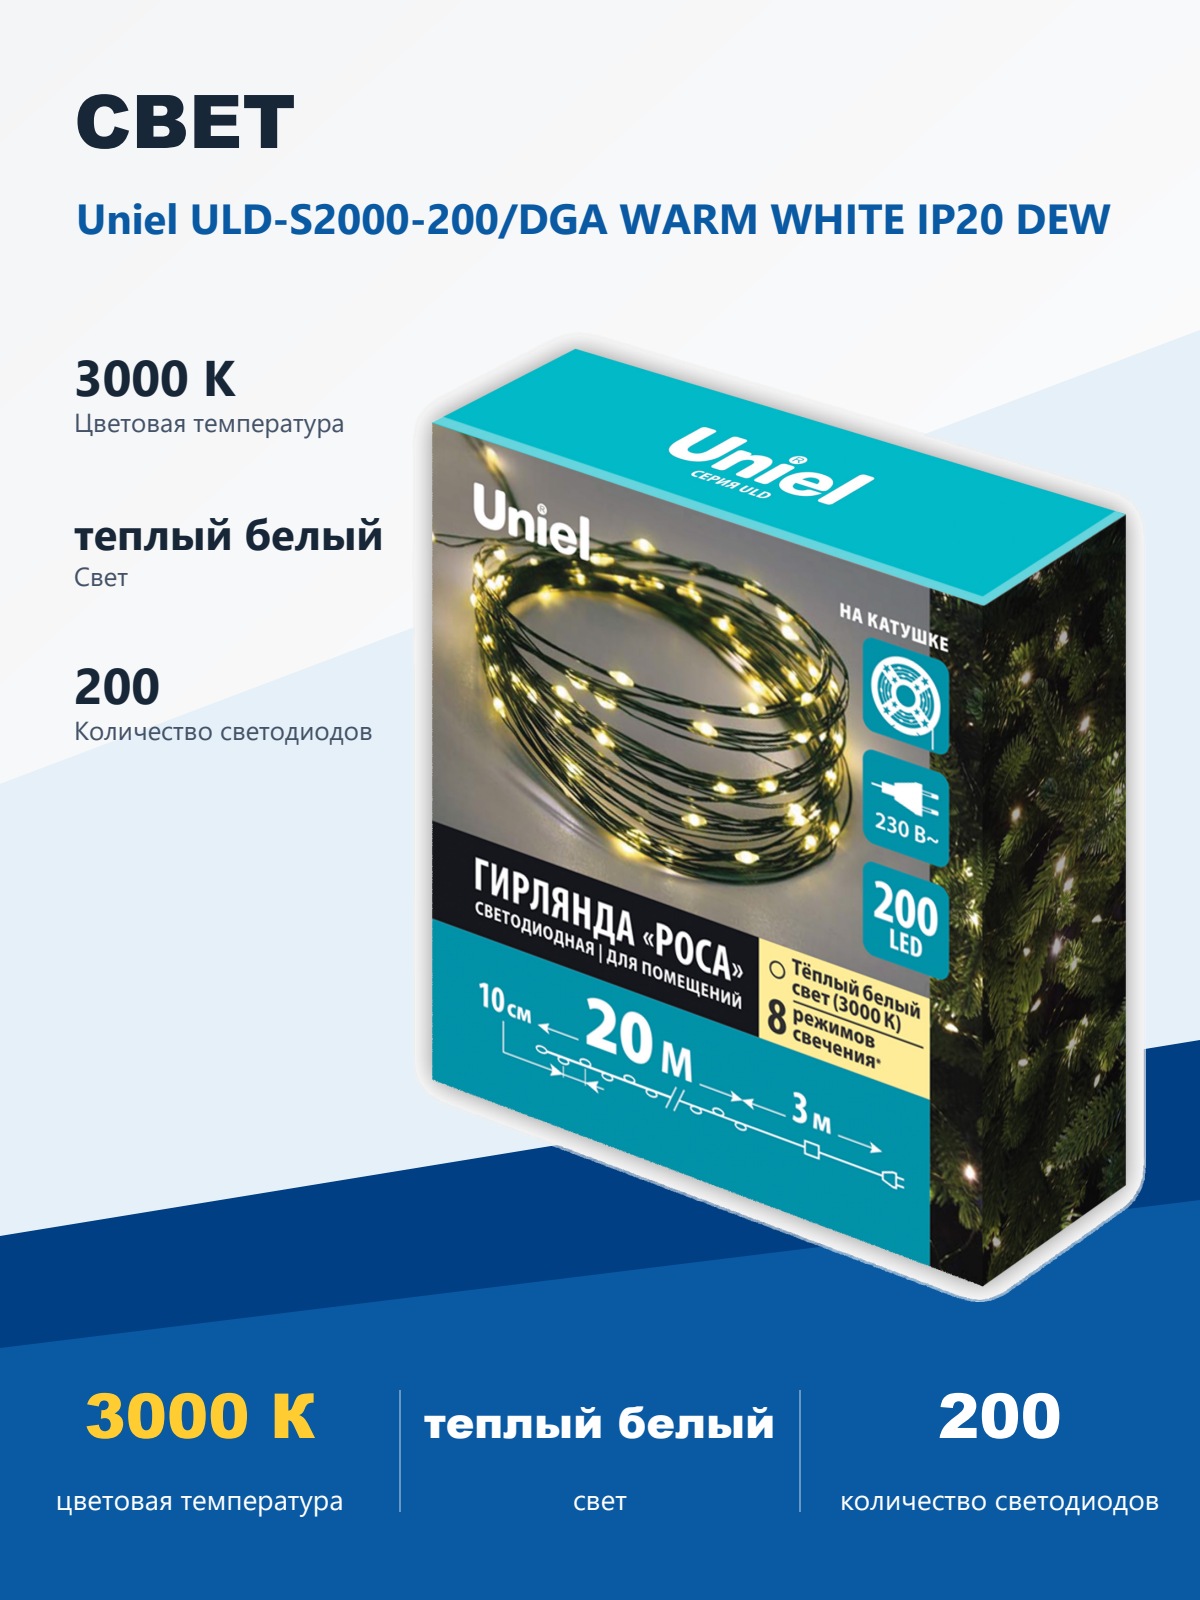 СВЕТ
Uniel ULD-S2000-200/DGA WARM WHITE IP20 DEW
3000 К
Цветовая температура
теплый белый
Свет
200
Количество светодиодов
Uniel®
СЕРИЯ ULD
Uniel®
НА КАТУШКЕ
230 В~
200
LED
ГИРЛЯНДА «РОСА»
СВЕТОДИОДНАЯ | ДЛЯ ПОМЕЩЕНИЙ
Тёплый белый
свет (3000 К)
8 режимов
свечения*
10 см
20 м
3 м
3000 К
теплый белый
200
цветовая температура
свет
количество светодиодов